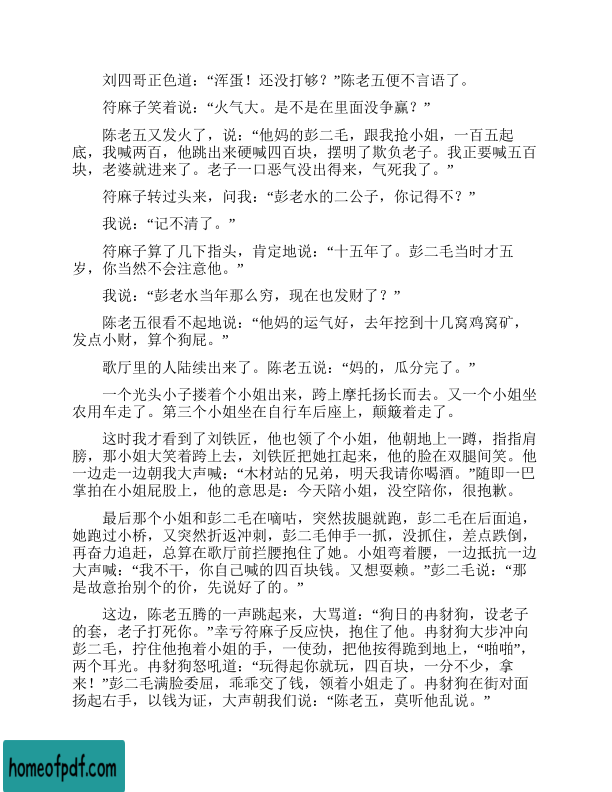 刘四哥正色道：“浑蛋！还没打够？”陈老五便不言语了。
符麻子笑着说：“火气大。是不是在里面没争赢？”
陈老五又发火了，说：“他妈的彭二毛，跟我抢小姐，一百五起
底，我喊两百，他跳出来硬喊四百块，摆明了欺负老子。我正要喊五百
块，老婆就进来了。老子一口恶气没出得来，气死我了。”
符麻子转过头来，问我：“彭老水的二公子，你记得不？”
我说：“记不清了。”
符麻子算了几下指头，肯定地说：“十五年了。彭二毛当时才五
岁，你当然不会注意他。”
我说：“彭老水当年那么穷，现在也发财了？”
陈老五很看不起地说：“他妈的运气好，去年挖到十几窝鸡窝矿，
发点小财，算个狗屁。”
歌厅里的人陆续出来了。陈老五说：“妈的，瓜分完了。”
一个光头小子搂着个小姐出来，跨上摩托扬长而去。又一个小姐坐
农用车走了。第三个小姐坐在自行车后座上，颠簸着走了。
这时我才看到了刘铁匠，他也领了个小姐，他朝地上一蹲，指指肩
膀，那小姐大笑着跨上去，刘铁匠把她扛起来，他的脸在双腿间笑。他
一边走一边朝我大声喊：“木材站的兄弟，明天我请你喝酒。”随即一巴
掌拍在小姐屁股上，他的意思是：今天陪小姐，没空陪你，很抱歉。
最后那个小姐和彭二毛在嘀咕，突然拔腿就跑，彭二毛在后面追，
她跑过小桥，又突然折返冲刺，彭二毛伸手一抓，没抓住，差点跌倒，
再奋力追赶，总算在歌厅前拦腰抱住了她。小姐弯着腰，一边抵抗一边
大声喊：“我不干，你自己喊的四百块钱。又想耍赖。”彭二毛说：“那
是故意抬别个的价，先说好了的。”
这边，陈老五腾的一声跳起来，大骂道：“狗日的冉豺狗，设老子
的套，老子打死你。”幸亏符麻子反应快，抱住了他。冉豺狗大步冲向
彭二毛，拧住他抱着小姐的手，一使劲，把他按得跪到地上，“啪啪”，
两个耳光。冉豺狗怒吼道：“玩得起你就玩，四百块，一分不少，拿
来！”彭二毛满脸委屈，乖乖交了钱，领着小姐走了。冉豺狗在街对面
扬起右手，以钱为证，大声朝我们说：“陈老五，莫听他乱说。”
homeofpdf.com